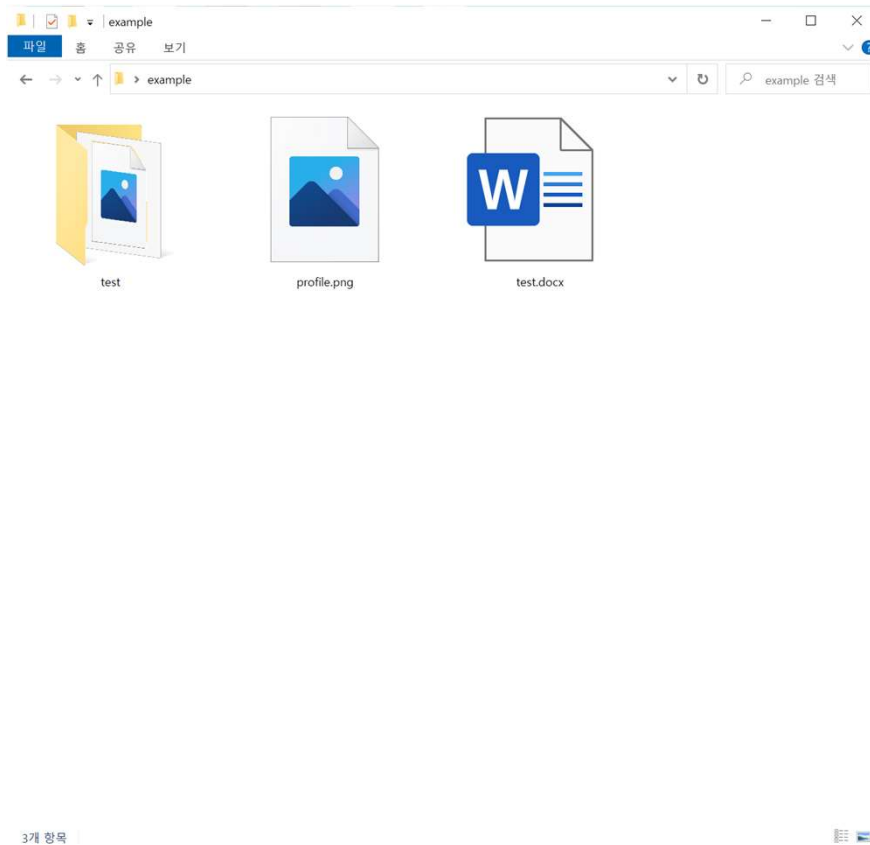 example
파일 홈 공유 보기
example
example 검색
W
test
profile.png
test.docx
3개 항목